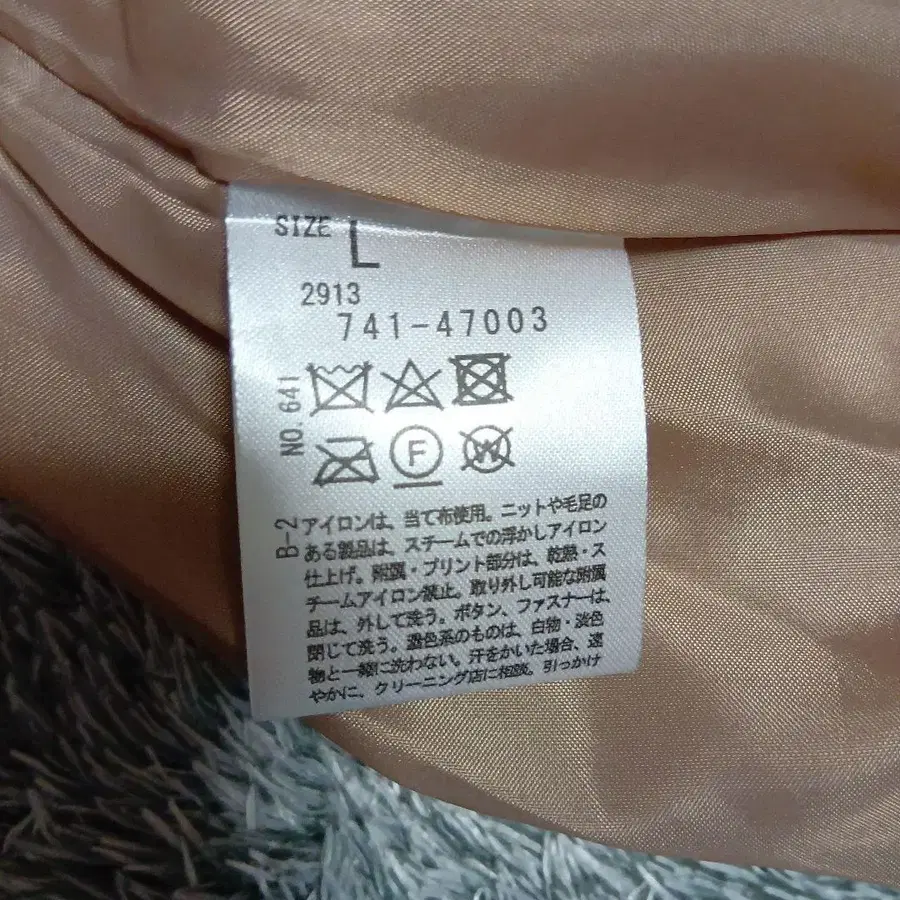 SIZE L
2913
741-47003
NO. 641
F
W
B-2
アイロンは、当て布使用。ニットや毛足の
ある製品は、スチームでの浮かしアイロン
仕上げ。附属・プリント部分は、乾熱・ス
チームアイロン禁止。取り外し可能な附属
品は、外して洗う。ボタン、ファスナーは、
閉じて洗う。濃色系のものは、白物・淡色
物と一緒に洗わない。汗をかいた場合、速
やかに、クリーニング店に相談。引っかけ